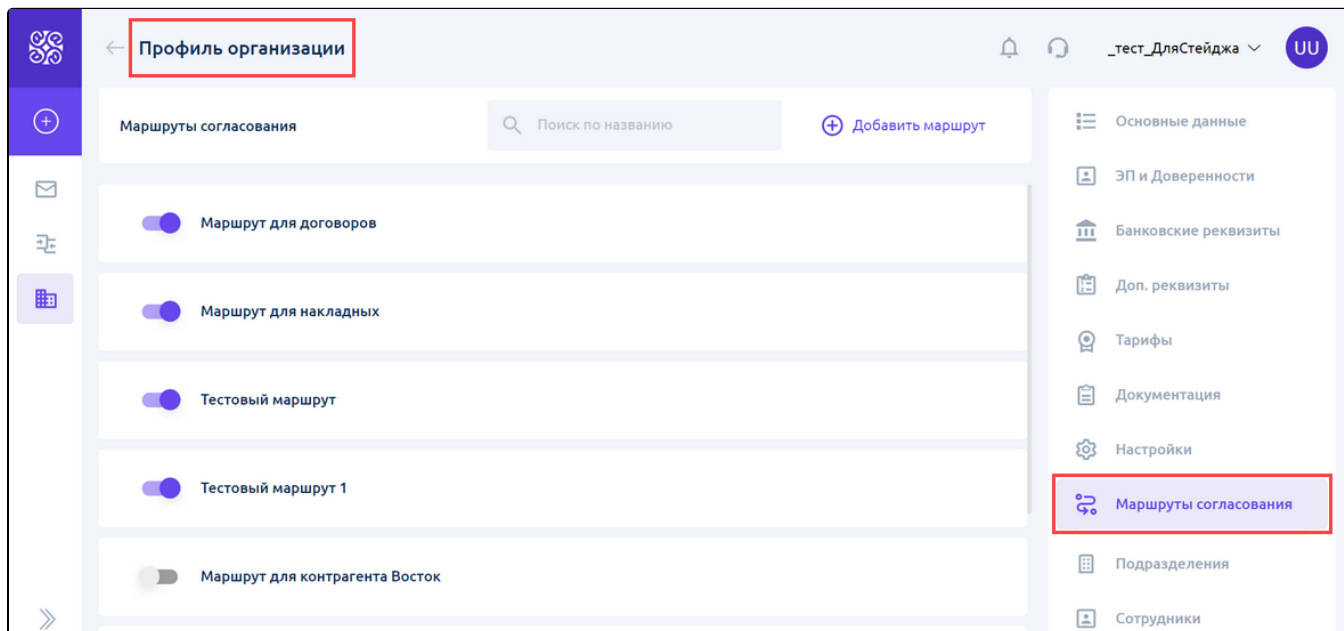 Профиль организации
_тест_ДляСтейджа
UU
Маршруты согласования
Поиск по названию
Добавить маршрут
Маршрут для договоров
Маршрут для накладных
Тестовый маршрут
Тестовый маршрут 1
Маршрут для контрагента Восток
Основные данные
ЭП и Доверенности
Банковские реквизиты
Доп. реквизиты
Тарифы
Документация
Настройки
Маршруты согласования
Подразделения
Сотрудники